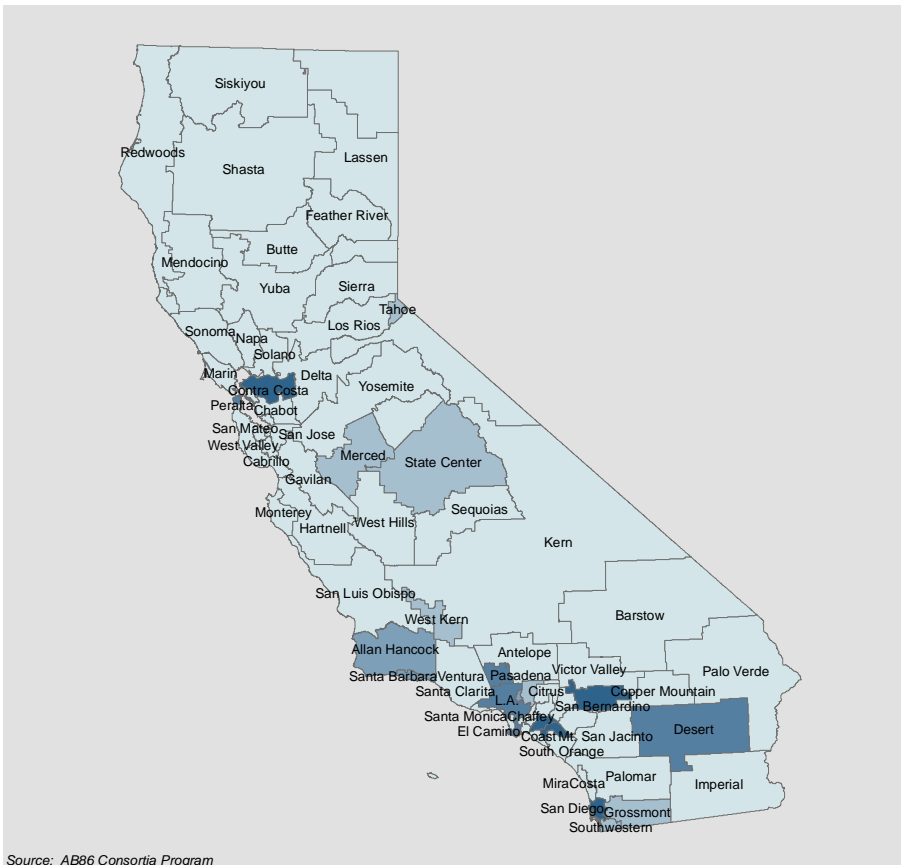 Siskiyou
Redwoods
Lassen
Shasta
Feather River
Butte
Mendocino
Yuba
Sierra
Tahoe
Los Rios
Sonoma
Napa
Solano
Marin
Delta
Contra Costa
Yosemite
Peralta
Chabot
San Mateo
San Jose
West Valley
Cabrillo
Merced
State Center
Gavilan
Monterey
Hartnell
West Hills
Sequoias
Kern
San Luis Obispo
West Kern
Barstow
Allan Hancock
Antelope
Santa Barbara
Ventura
Pasadena
Victor Valley
Palo Verde
Santa Clarita
L.A.
Citrus
Copper Mountain
San Bernardino
Santa Monica
Chaffey
El Camino
Coast
Mt. San Jacinto
Desert
South Orange
MiraCosta
Palomar
Imperial
San Diego
Grossmont
Southwestern
Source: AB86 Consortia Program